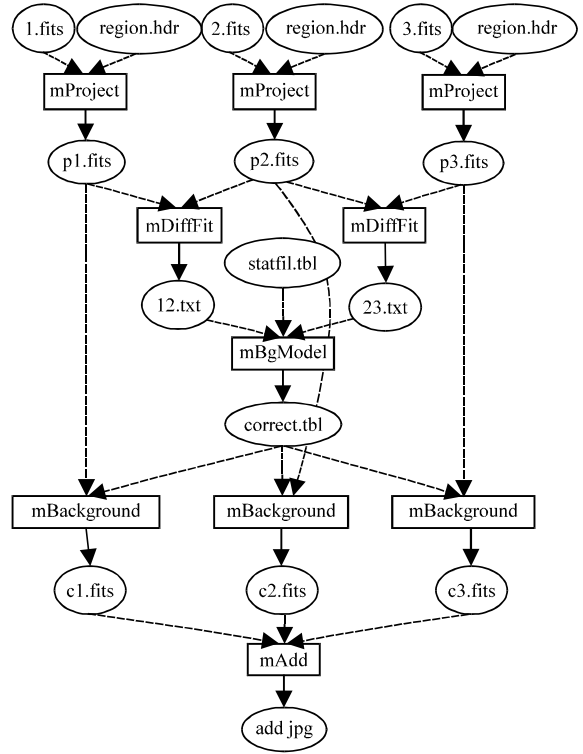 1.fits
region.hdr
2.fits
region.hdr
3.fits
region.hdr
mProject
mProject
mProject
p1.fits
p2.fits
p3.fits
mDiffFit
mDiffFit
statfil.tbl
12.txt
23.txt
mBgModel
correct.tbl
mBackground
mBackground
mBackground
c1.fits
c2.fits
c3.fits
mAdd
add jpg